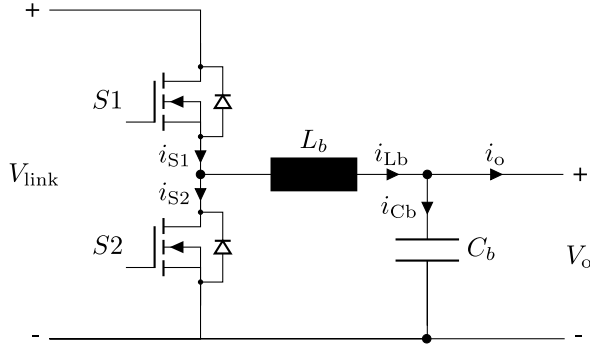 +
S1
L_b
i_S1
i_Lb
i_o
+
V_link
i_S2
i_Cb
S2
C_b
V_o
-
-